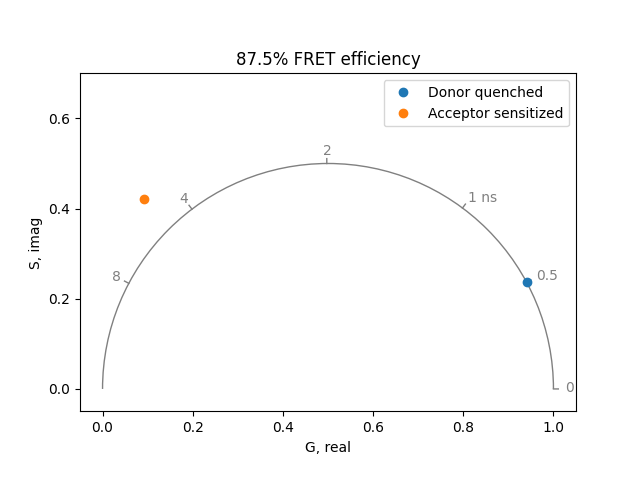 87.5% FRET efficiency
Donor quenched
Acceptor sensitized
S, imag
0.6
0.4
0.2
0.0
8
4
2
1 ns
0.5
0
0.0 0.2 0.4 0.6 0.8 1.0
G, real